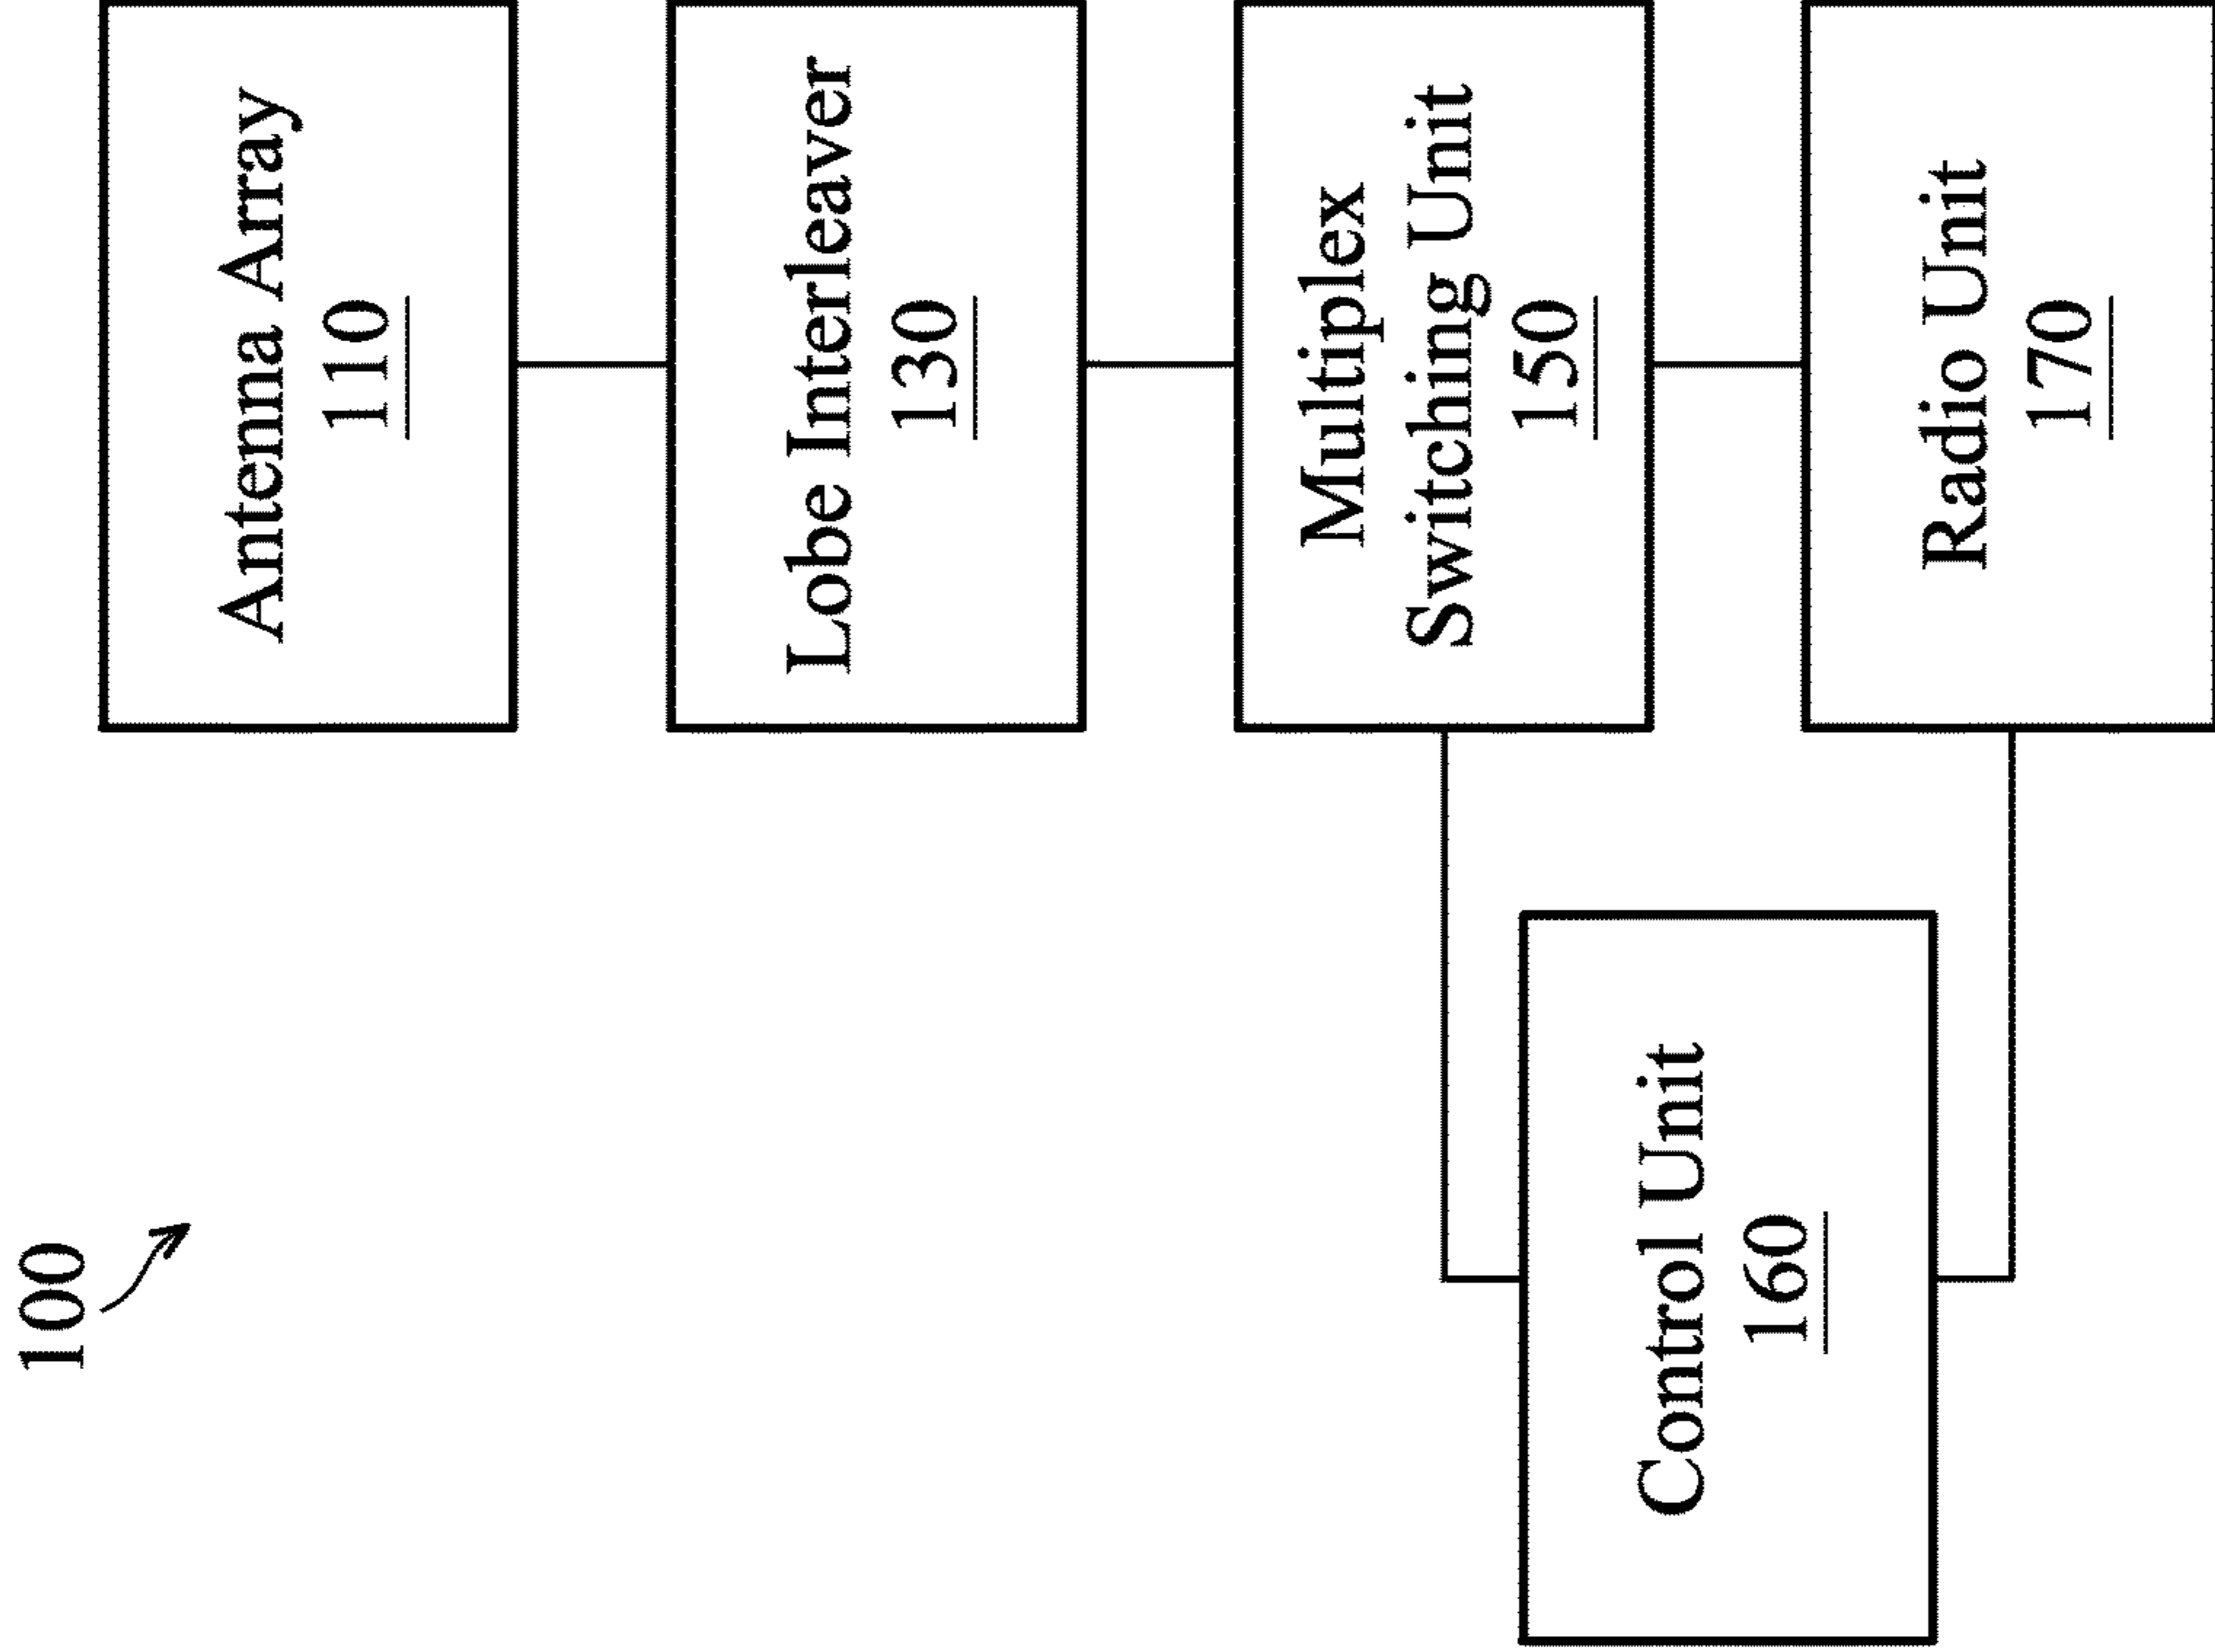 100
Antenna Array
110
Lobe Interleaver
130
Multiplex
Switching Unit
150
Control Unit
160
Radio Unit
170